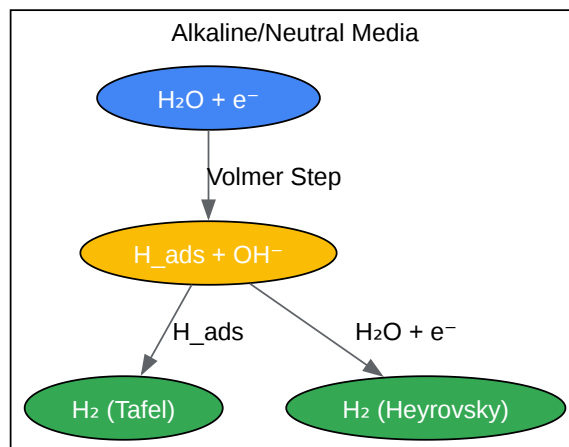 Alkaline/Neutral Media
H₂O + e⁻
Volmer Step
H_ads + OH⁻
H_ads
H₂O + e⁻
H₂ (Tafel)
H₂ (Heyrovsky)